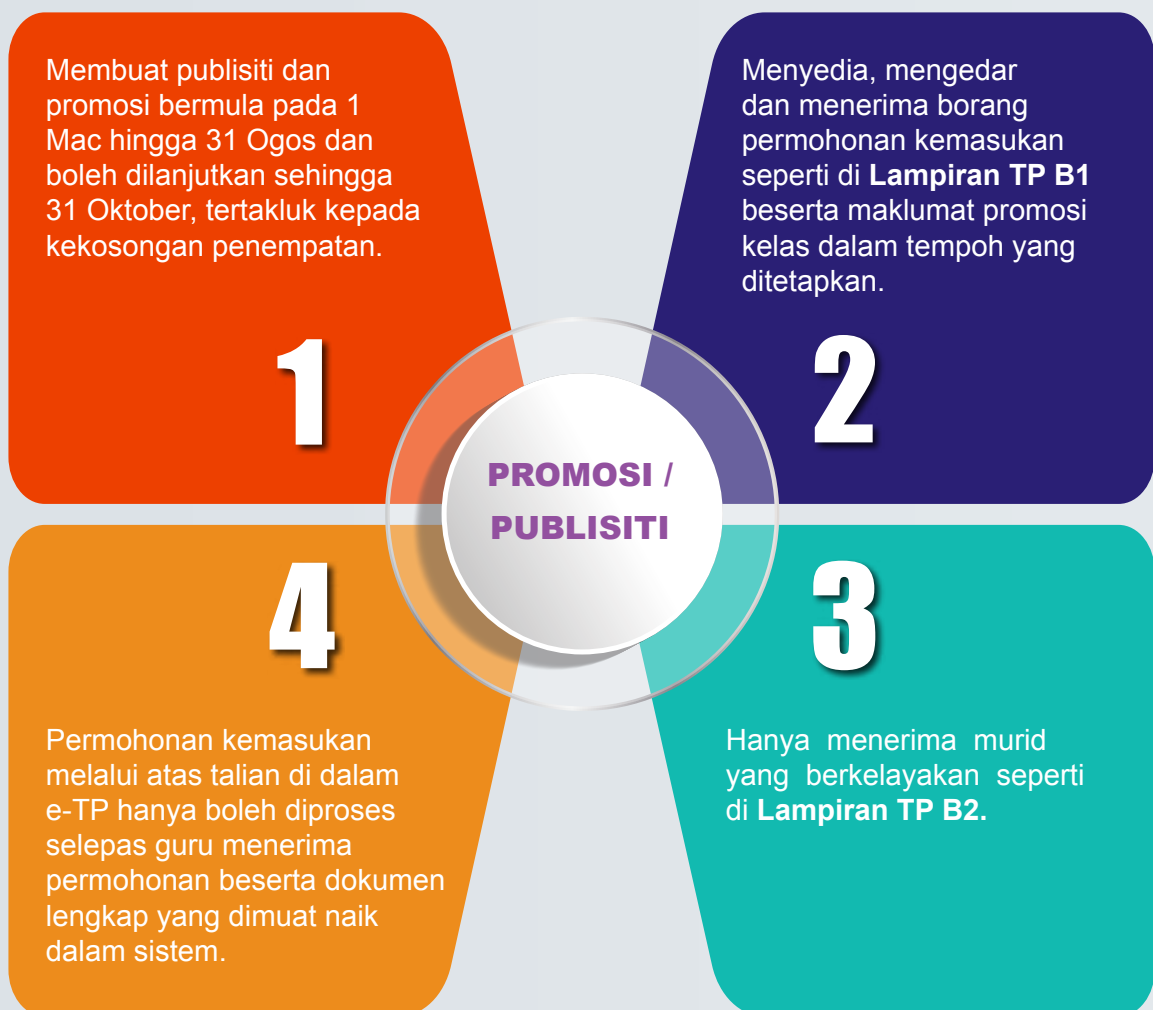 Membuat publisiti dan
promosi bermula pada 1
Mac hingga 31 Ogos dan
boleh dilanjutkan sehingga
31 Oktober, tertakluk kepada
kekosongan penempatan.
1
Menyedia, mengedar
dan menerima borang
permohonan kemasukan
seperti di Lampiran TP B1
beserta maklumat promosi
kelas dalam tempoh yang
ditetapkan.
2
PROMOSI /
PUBLISITI
3
Hanya menerima murid
yang berkelayakan seperti
di Lampiran TP B2.
4
Permohonan kemasukan
melalui atas talian di dalam
e-TP hanya boleh diproses
selepas guru menerima
permohonan beserta dokumen
lengkap yang dimuat naik
dalam sistem.